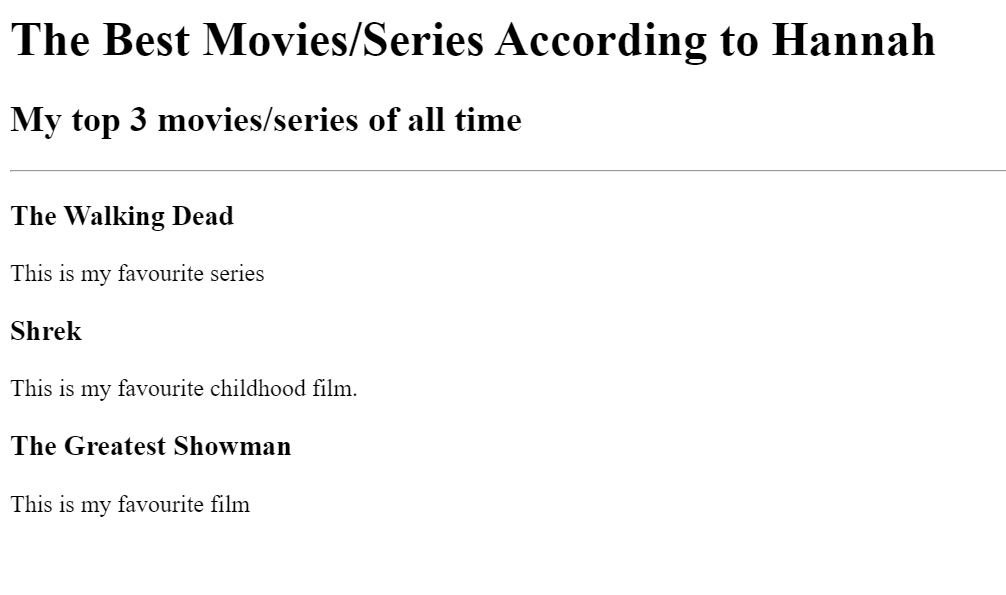 The Best Movies/Series According to Hannah
My top 3 movies/series of all time
The Walking Dead
This is my favourite series
Shrek
This is my favourite childhood film.
The Greatest Showman
This is my favourite film